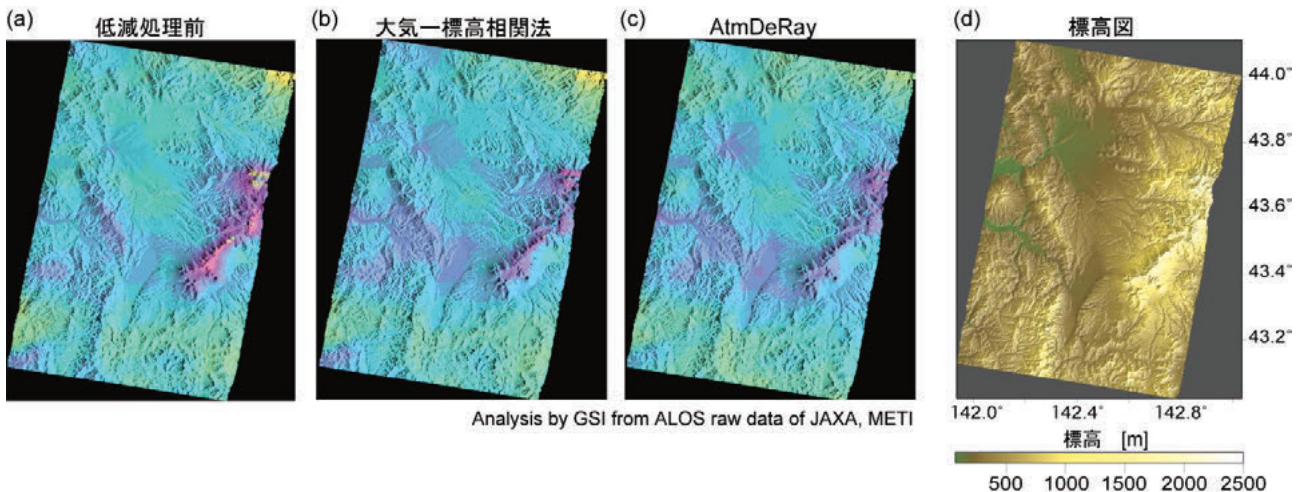 (a) 低減処理前
(b) 大気ー標高相関法
(c) AtmDeRay
(d) 標高図
44.0°
43.8°
43.6°
43.4°
43.2°
142.0° 142.4° 142.8°
Analysis by GSI from ALOS raw data of JAXA, METI
標高 [m]
500 1000 1500 2000 2500